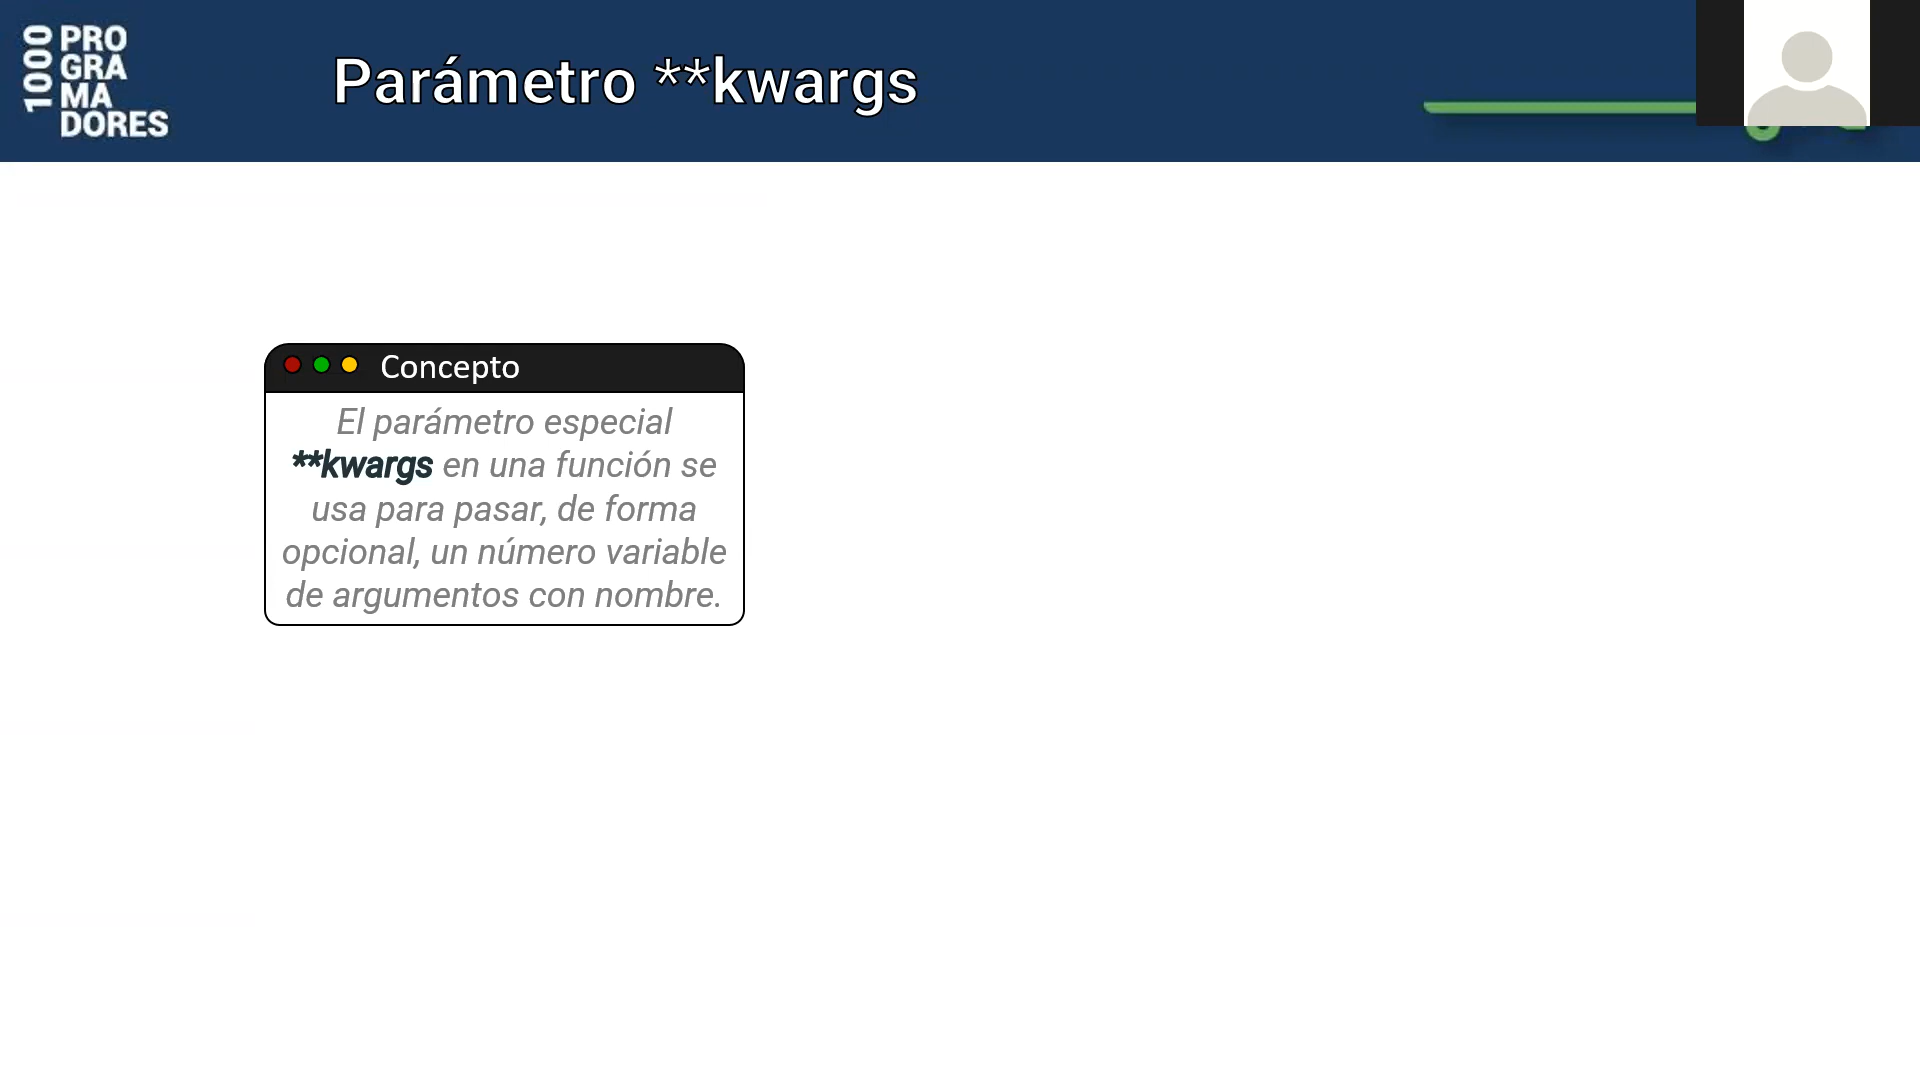 1000
PRO
GRA
MA
DORES
Parámetro **kwargs
Concepto
El parámetro especial
**kwargs en una función se
usa para pasar, de forma
opcional, un número variable
de argumentos con nombre.